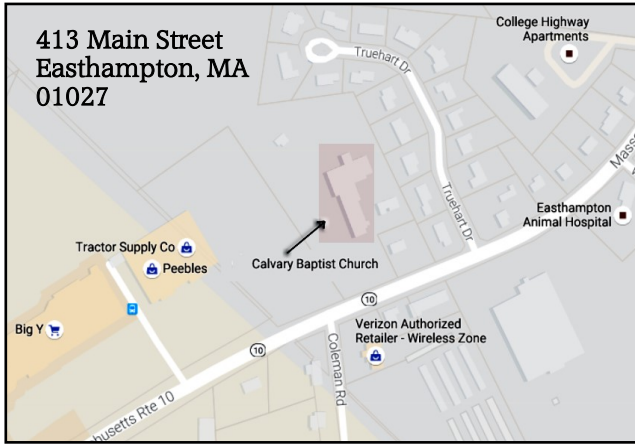 413 Main Street
Easthampton, MA
01027
College Highway
Apartments
Truehart Dr
Mass
Truehart Dr
Easthampton
Animal Hospital
Tractor Supply Co
Peebles
Calvary Baptist Church
10
Big Y
Verizon Authorized
Retailer - Wireless Zone
10
Coleman Rd
husetts Rte 10